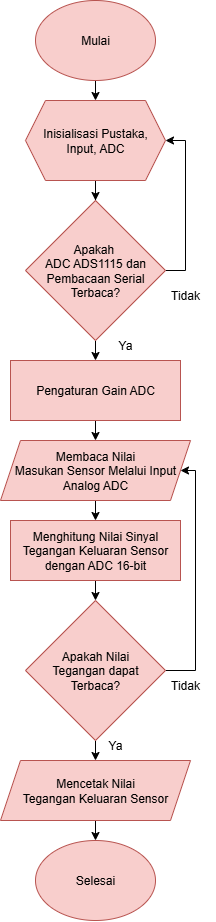 Mulai
Inisialisasi Pustaka,
Input, ADC
Apakah
ADC ADS1115 dan
Pembacaan Serial
Terbaca?
Tidak
Ya
Pengaturan Gain ADC
Membaca Nilai
Masukan Sensor Melalui Input
Analog ADC
Menghitung Nilai Sinyal
Tegangan Keluaran Sensor
dengan ADC 16-bit
Apakah Nilai
Tegangan dapat
Terbaca?
Tidak
Ya
Mencetak Nilai
Tegangan Keluaran Sensor
Selesai